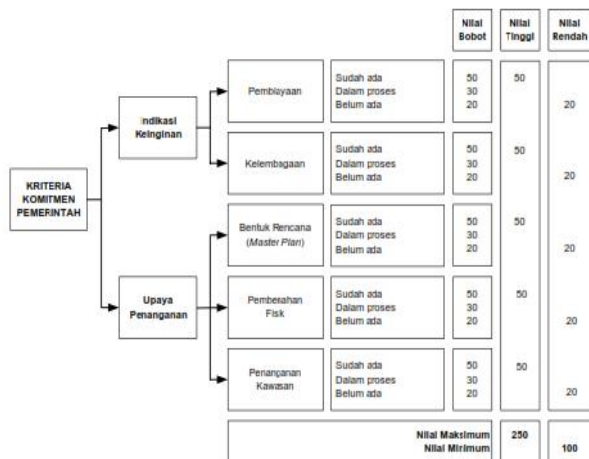 Nilai Bobot
Nilai Tinggi
Nilai Rendah
KRITERIA
KOMITMEN
PEMERINTAH
Indikasi
Keinginan
Pembiayaan
Sudah ada 50 50
Dalam proses 30
Belum ada 20 20
Kelembagaan
Sudah ada 50 50
Dalam proses 30
Belum ada 20 20
Upaya
Penanganan
Bentuk Rencana
(Master Plan)
Sudah ada 50 50
Dalam proses 30
Belum ada 20 20
Pembenahan
Fisk
Sudah ada 50 50
Dalam proses 30
Belum ada 20 20
Penanganan
Kawasan
Sudah ada 50 50
Dalam proses 30
Belum ada 20 20
Nilai Maksimum 250
Nilai Minimum 100